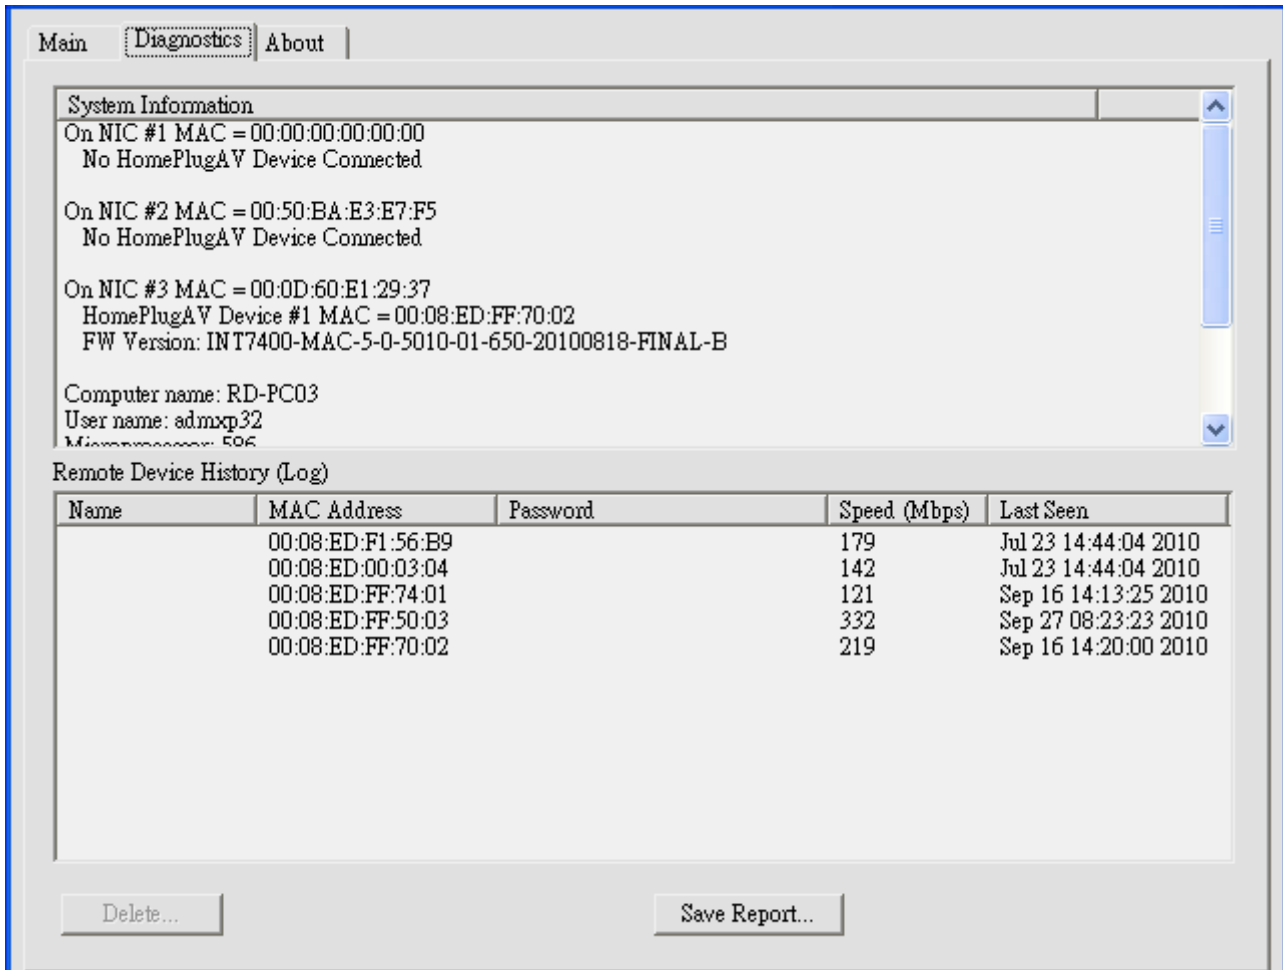 Main Diagnostics About
System Information
On NIC #1 MAC = 00:00:00:00:00:00
No HomePlugAV Device Connected
On NIC #2 MAC = 00:50:BA:E3:E7:F5
No HomePlugAV Device Connected
On NIC #3 MAC = 00:0D:60:E1:29:37
HomePlugAV Device #1 MAC = 00:08:ED:FF:70:02
FW Version: INT7400-MAC-5-0-5010-01-650-20100818-FINAL-B
Computer name: RD-PC03
User name: admxp32
Microprocessor: 586
Remote Device History (Log)
Name MAC Address Password Speed (Mbps) Last Seen
00:08:ED:F1:56:B9 179 Jul 23 14:44:04 2010
00:08:ED:00:03:04 142 Jul 23 14:44:04 2010
00:08:ED:FF:74:01 121 Sep 16 14:13:25 2010
00:08:ED:FF:50:03 332 Sep 27 08:23:23 2010
00:08:ED:FF:70:02 219 Sep 16 14:20:00 2010
Delete... Save Report...